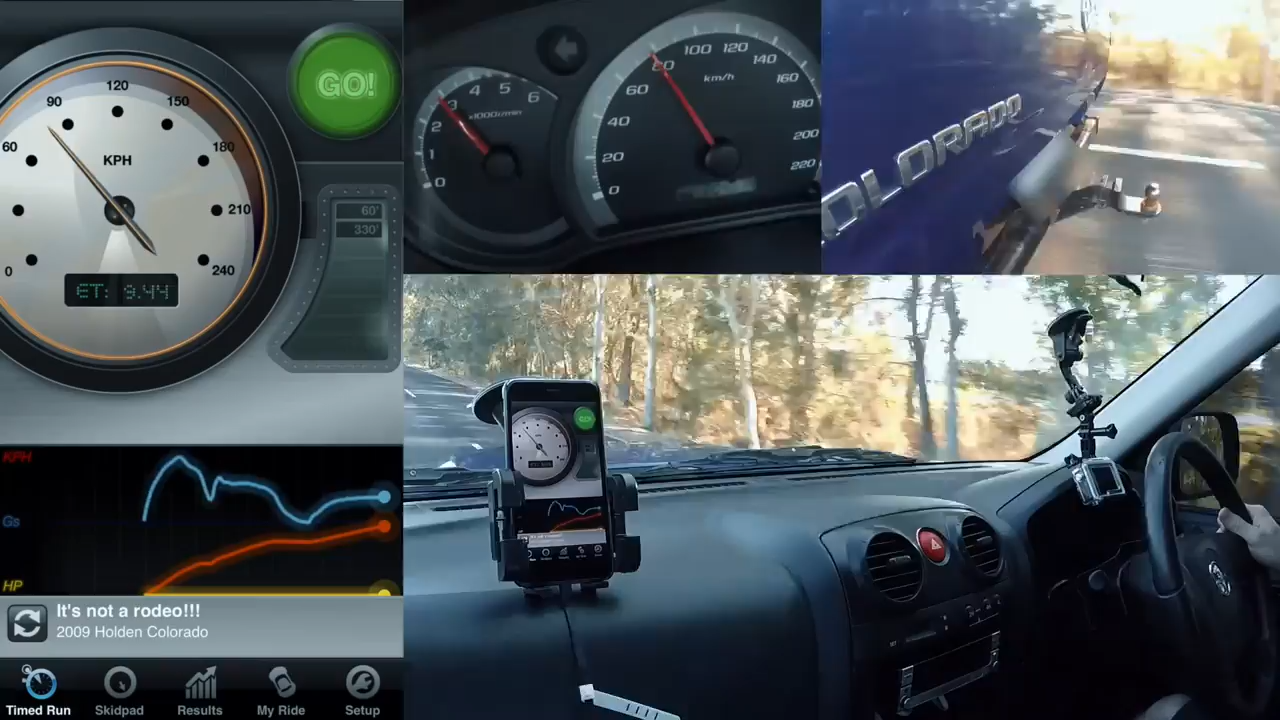 GO!
120
90
150
60
180
KPH
210
0
240
ET: 9.44
60'
330'
KPH
Gs
HP
It's not a rodeo!!!
2009 Holden Colorado
Timed Run
Skidpad
Results
My Ride
Setup
0
1
2
3
4
5
6
x1000r/min
0
20
40
60
80
100
120
140
160
180
200
220
km/h
OLORADO